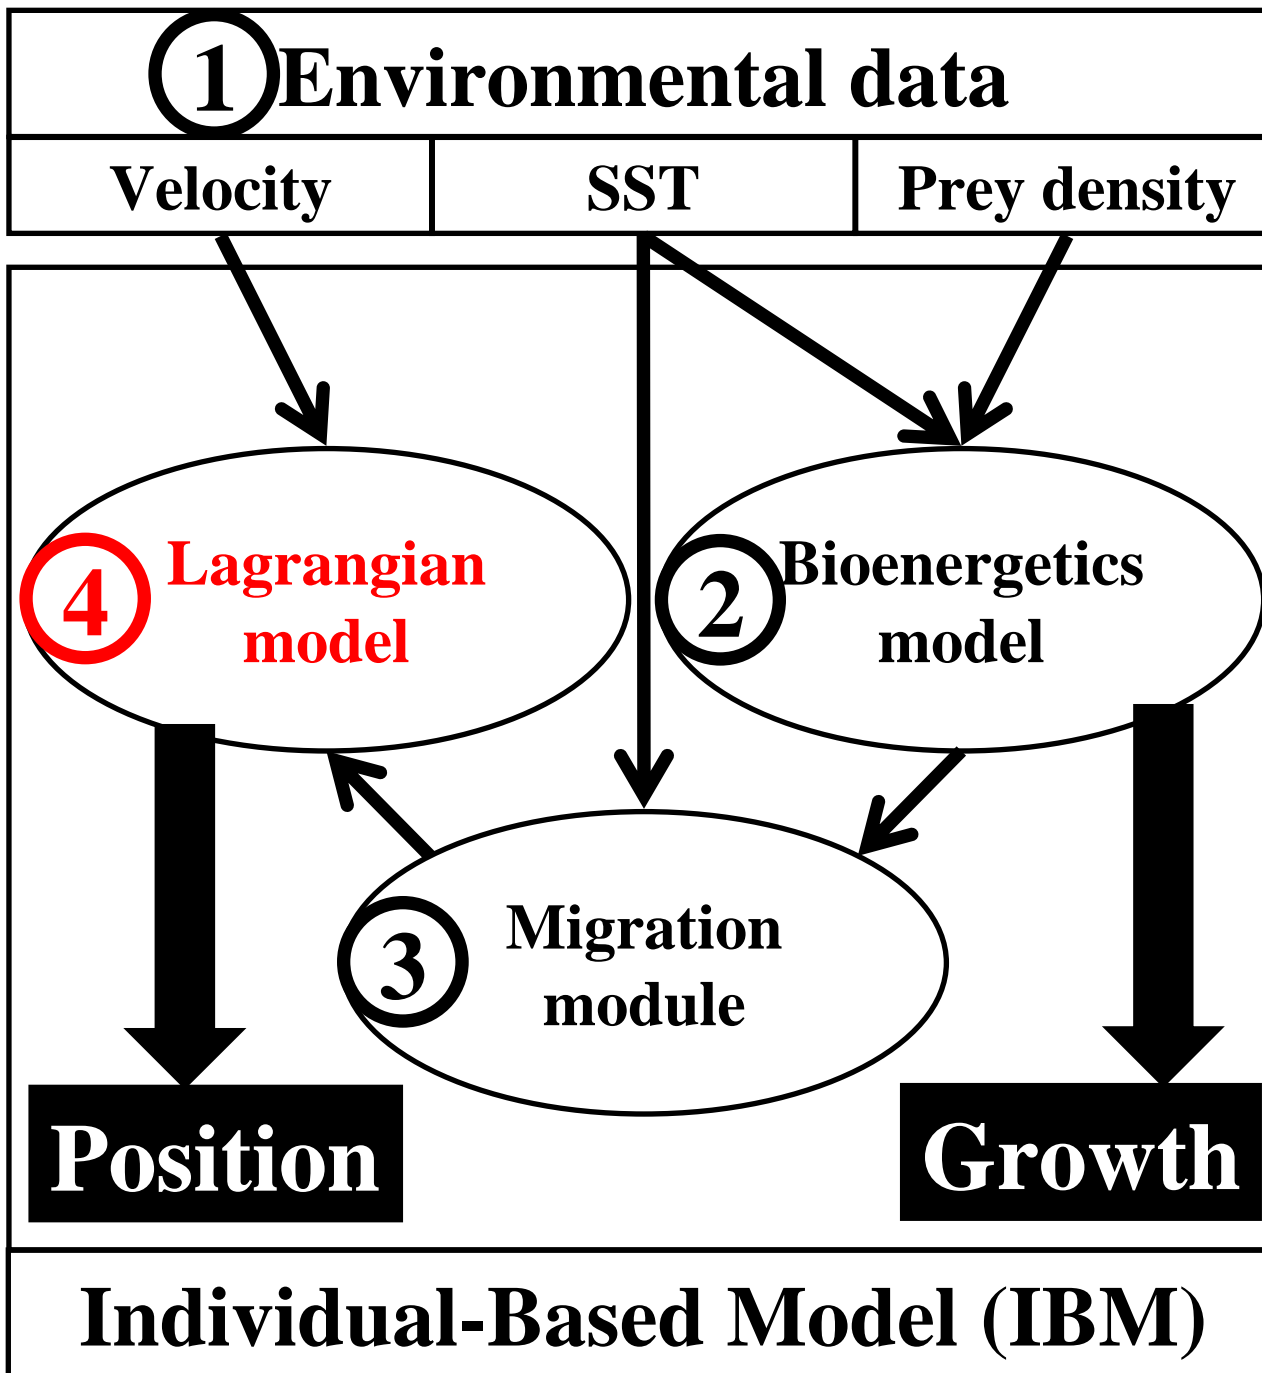 1 Environmental data
Velocity SST Prey density
4 Lagrangian
model
2 Bioenergetics
model
3 Migration
module
Position
Growth
Individual-Based Model (IBM)